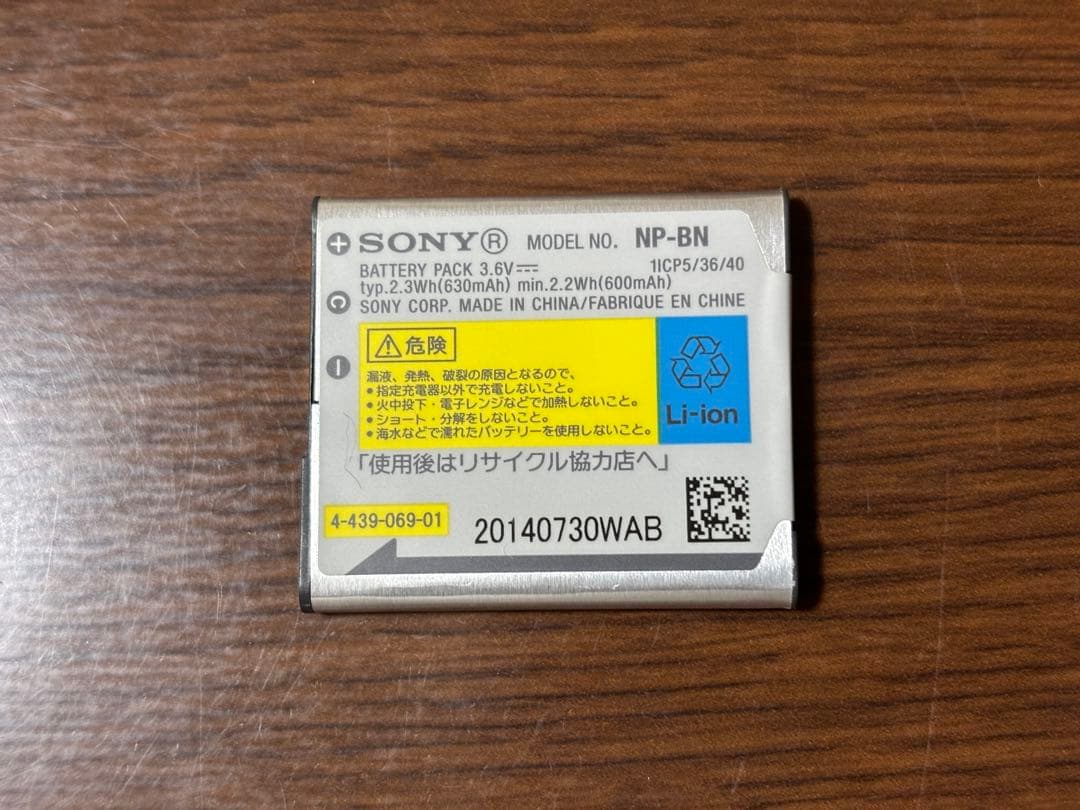 + SONY® MODEL NO. NP-BN
BATTERY PACK 3.6V⎓ 1ICP5/36/40
typ.2.3Wh(630mAh) min.2.2Wh(600mAh)
C SONY CORP. MADE IN CHINA/FABRIQUE EN CHINE
⚠危険
漏液、発熱、破裂の原因となるので、
•指定充電器以外で充電しないこと。
•火中投下・電子レンジなどで加熱しないこと。
•ショート・分解をしないこと。
•海水などで濡れたバッテリーを使用しないこと。
Li-ion
「使用後はリサイクル協力店へ」
4-439-069-01
20140730WAB